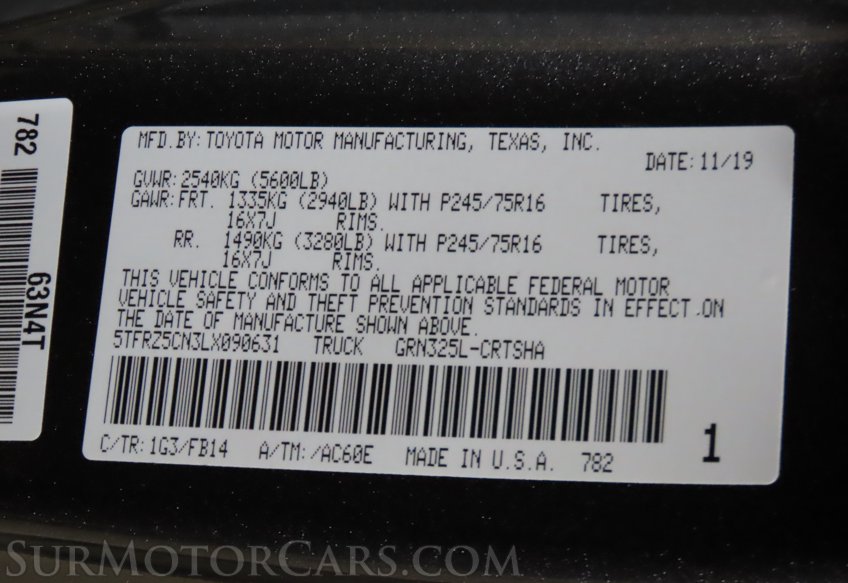 782
63N4T
MFD.BY: TOYOTA MOTOR MANUFACTURING, TEXAS, INC.
DATE: 11/19
GVWR: 2540KG (5600LB)
GAWR: FRT. 1335KG (2940LB) WITH P245/75R16 TIRES,
16X7J RIMS.
RR. 1490KG (3280LB) WITH P245/75R16 TIRES,
16X7J RIMS.
THIS VEHICLE CONFORMS TO ALL APPLICABLE FEDERAL MOTOR
VEHICLE SAFETY AND THEFT PREVENTION STANDARDS IN EFFECT ON
THE DATE OF MANUFACTURE SHOWN ABOVE.
5TFRZ5CN3LX090631 TRUCK GRN325L-CRTSHA
1
C/TR: 1G3/FB14 A/TM: /AC60E MADE IN U.S.A. 782
SURMOTORCARS.COM